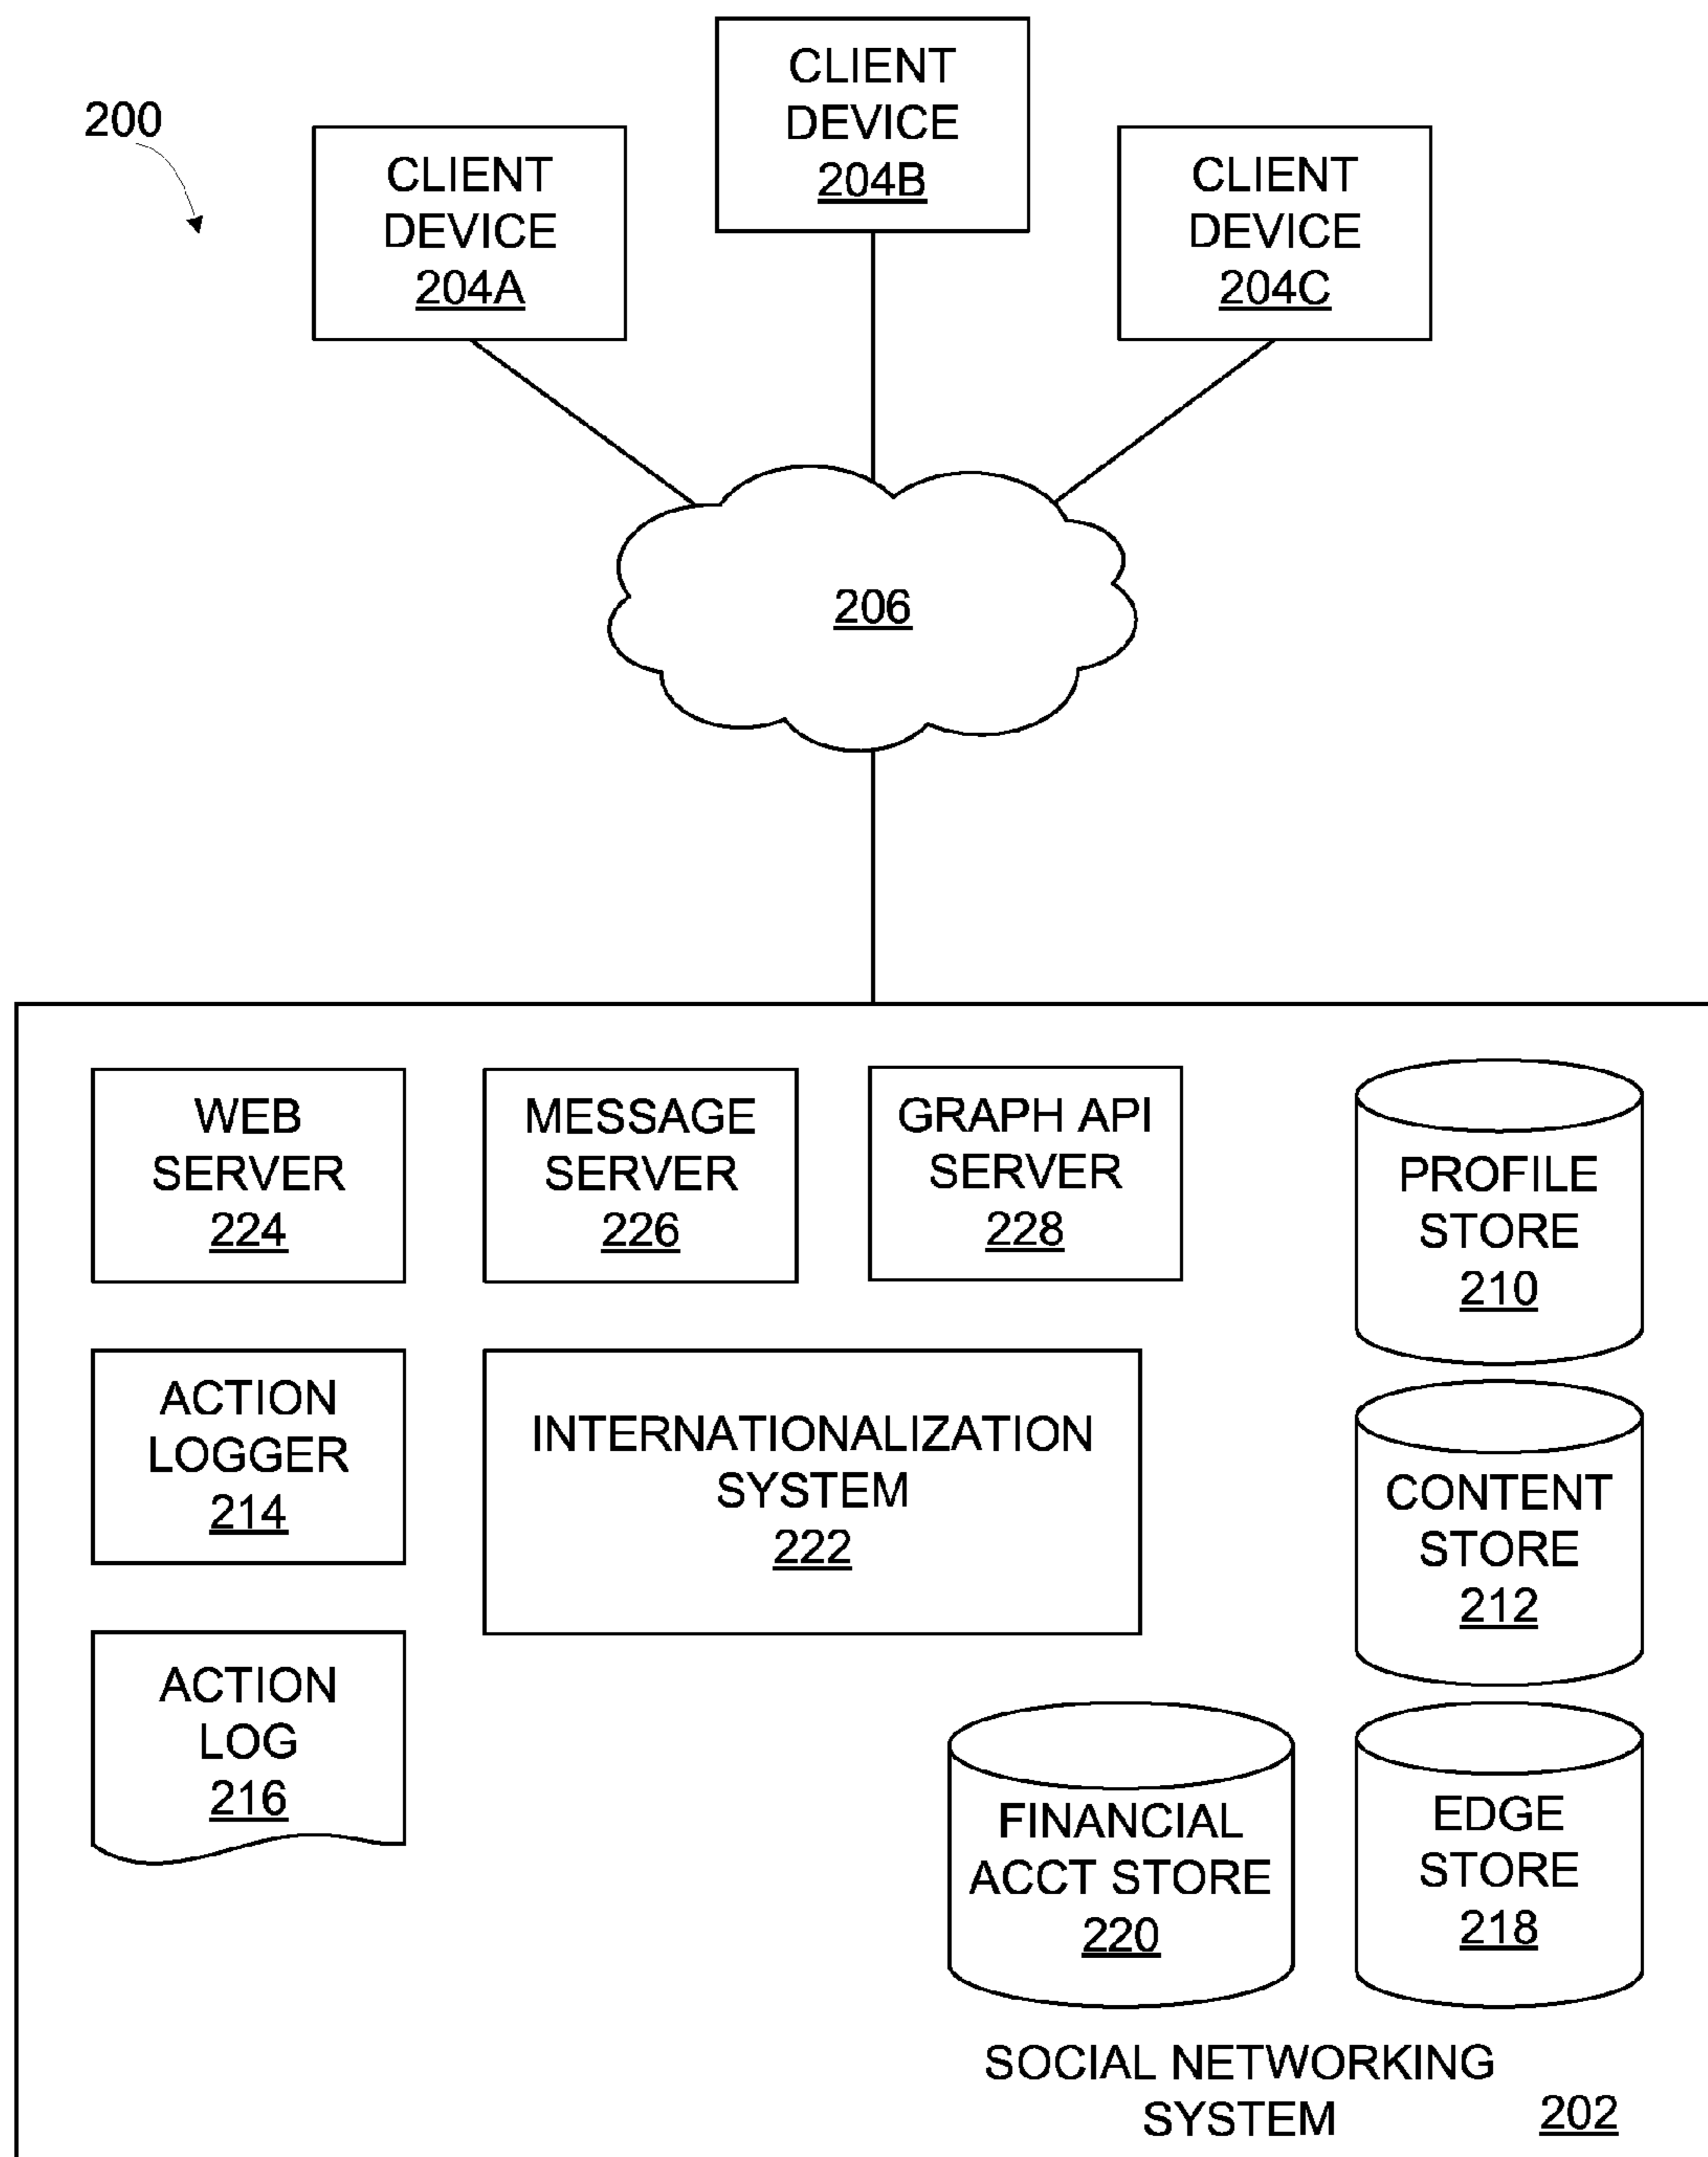 200
CLIENT
DEVICE
204A
CLIENT
DEVICE
204B
CLIENT
DEVICE
204C
206
WEB
SERVER
224
MESSAGE
SERVER
226
GRAPH API
SERVER
228
PROFILE
STORE
210
ACTION
LOGGER
214
INTERNATIONALIZATION
SYSTEM
222
CONTENT
STORE
212
ACTION
LOG
216
FINANCIAL
ACCT STORE
220
EDGE
STORE
218
SOCIAL NETWORKING
SYSTEM
202